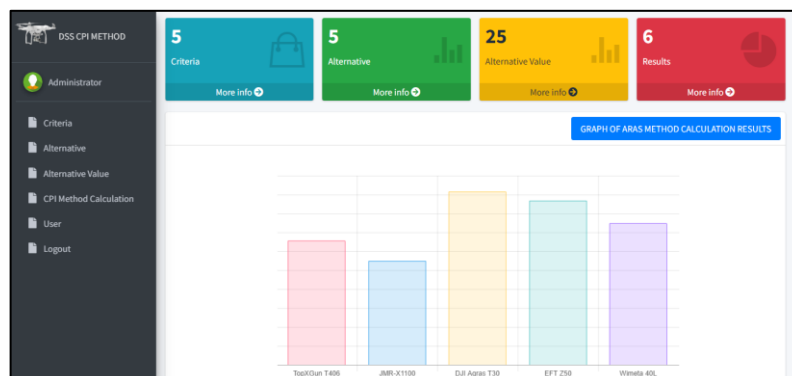 DSS CPI METHOD
Administrator
Criteria
Alternative
Alternative Value
CPI Method Calculation
User
Logout
5
Criteria
More info
5
Alternative
More info
25
Alternative Value
More info
6
Results
More info
GRAPH OF ARAS METHOD CALCULATION RESULTS
TopXGun T406 JMR-X1100 DJI Agras T30 EFT Z50 Wimeta 40L